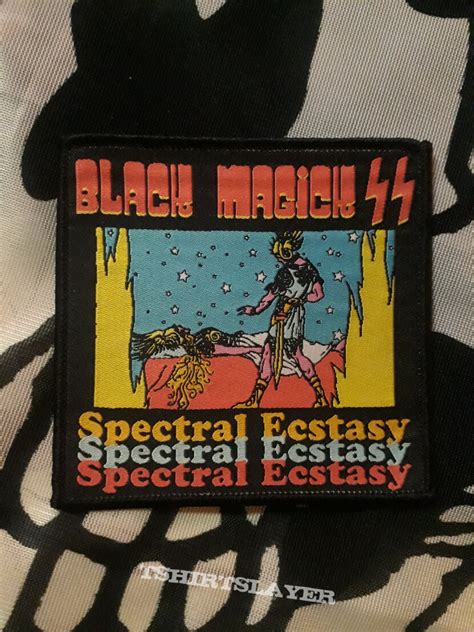 BLACK MAGICK SS
Spectral Ecstasy
Spectral Ecstasy
Spectral Ecstasy
TSHIRTSLAYER